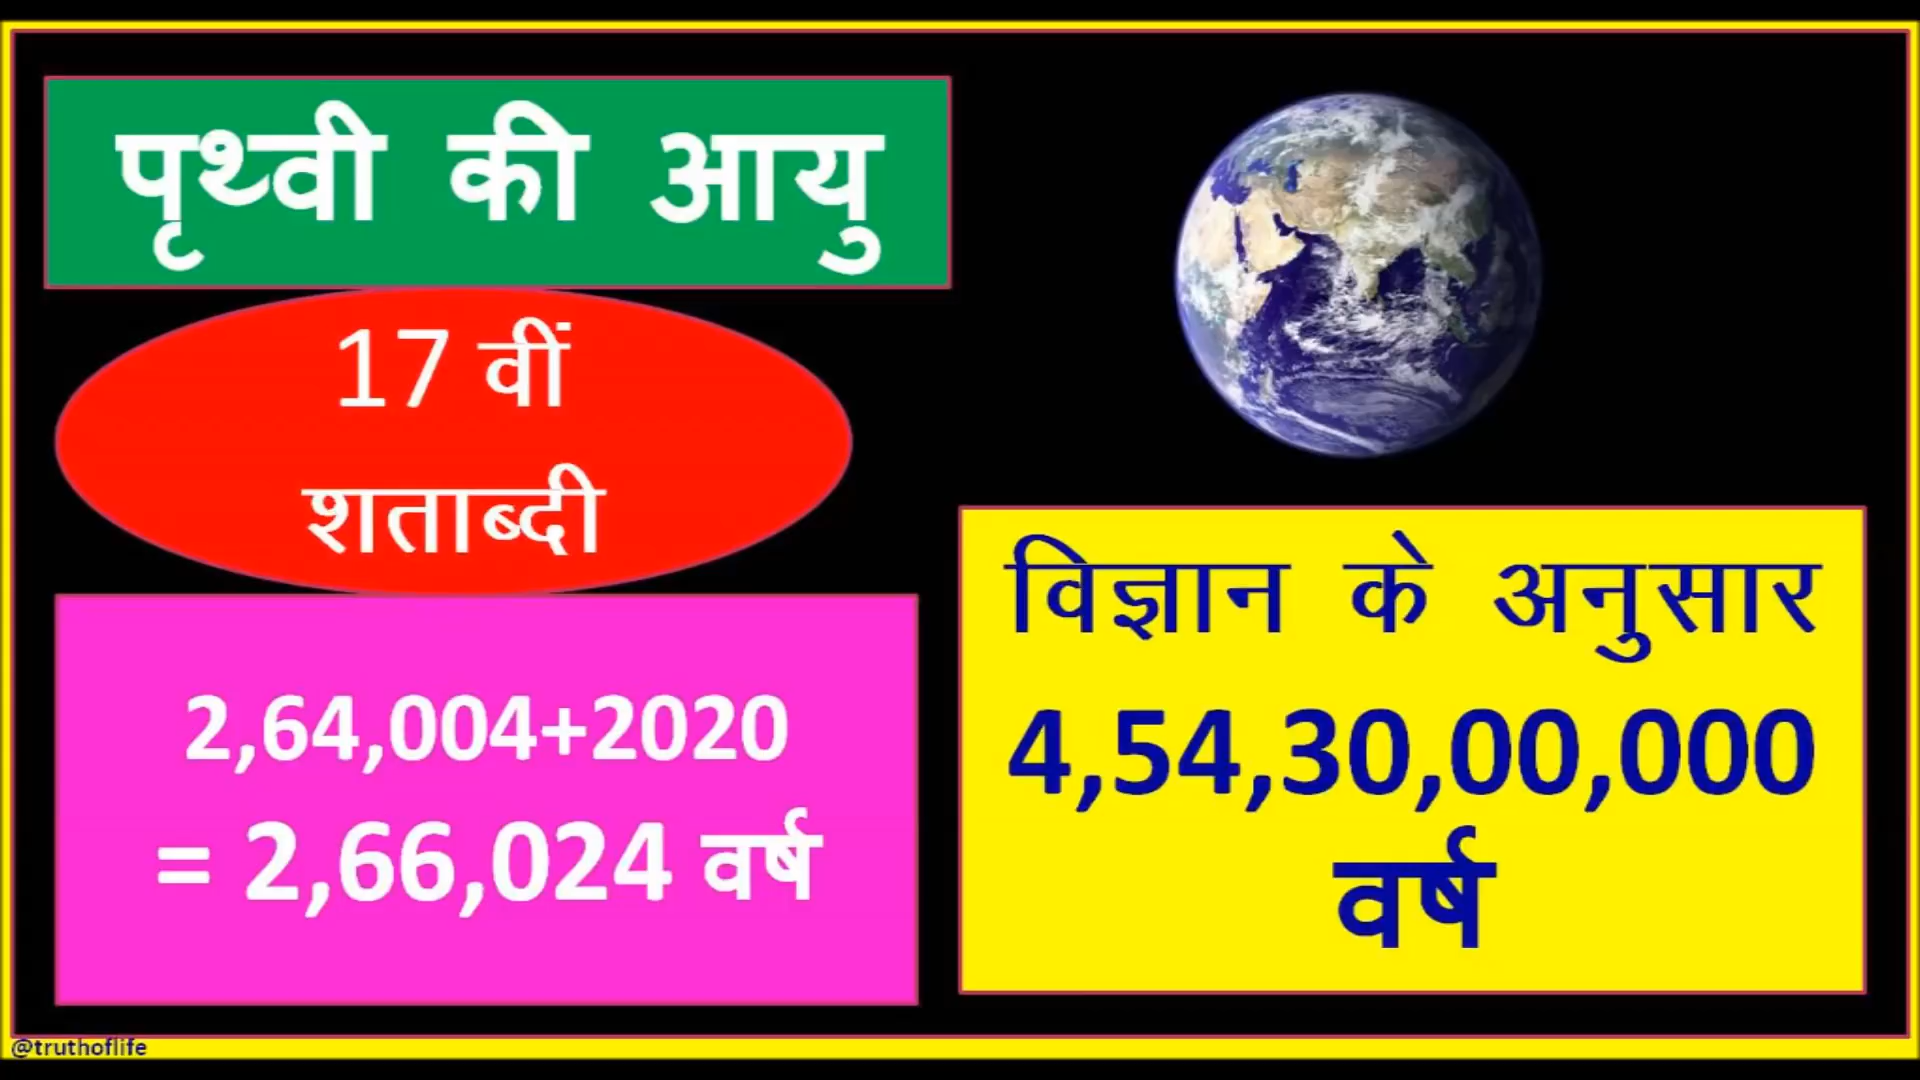 पृथ्वी की आयु
17 वीं
शताब्दी
2,64,004+2020
= 2,66,024 वर्ष
विज्ञान के अनुसार
4,54,30,00,000
वर्ष
@truthoflife